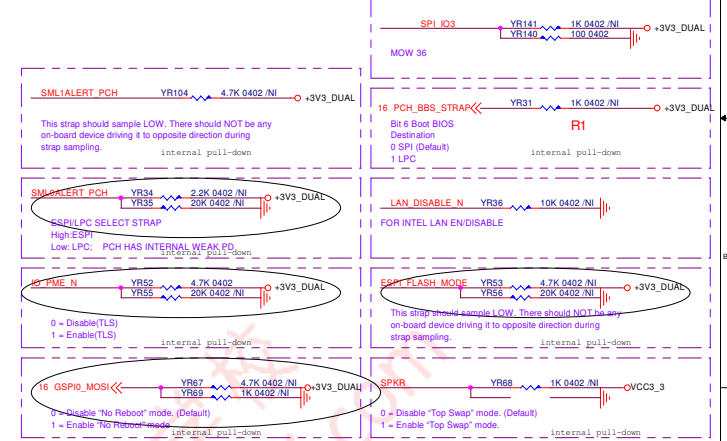 SPI_IO3 YR141 1K 0402 /NI +3V3_DUAL
YR140 100 0402
MOW 36
SML1ALERT_PCH YR104 4.7K 0402 /NI +3V3_DUAL
This strap should sample LOW. There should NOT be any
on-board device driving it to opposite direction during
strap sampling.
internal pull-down
16 PCH_BBS_STRAP YR31 1K 0402 /NI +3V3_DUAL
Bit 6 Boot BIOS
Destination
0 SPI (Default)
1 LPC
R1
internal pull-down
SML0ALERT_PCH YR34 2.2K 0402 /NI +3V3_DUAL
YR35 20K 0402 /NI
ESPI/LPC SELECT STRAP
High:ESPI
Low: LPC; PCH HAS INTERNAL WEAK PD
internal pull-down
LAN_DISABLE_N YR36 10K 0402 /NI
FOR INTEL LAN EN/DISABLE
IO_PME_N YR52 4.7K 0402 +3V3_DUAL
YR55 20K 0402 /NI
0 = Disable(TLS)
1 = Enable(TLS)
internal pull-down
ESPI_FLASH_MODE YR53 4.7K 0402 /NI +3V3_DUAL
YR56 20K 0402 /NI
This strap should sample LOW. There should NOT be any
on-board device driving it to opposite direction during
strap sampling.
internal pull-down
16 GSPI0_MOSI YR67 4.7K 0402 /NI +3V3_DUAL
YR69 1K 0402 /NI
0 = Disable "No Reboot" mode. (Default)
1 = Enable "No Reboot" mode
internal pull-down
SPKR YR68 1K 0402 /NI VCC3_3
0 = Disable "Top Swap" mode. (Default)
1 = Enable "Top Swap" mode.
internal pull-down